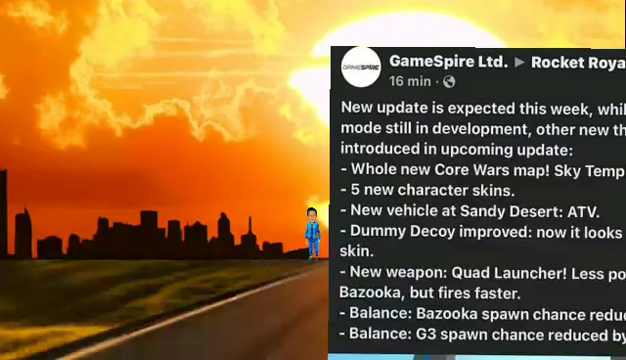 GAMESPIRE
GameSpire Ltd. ▶ Rocket Roya
16 min ·
New update is expected this week, whil
mode still in development, other new th
introduced in upcoming update:
- Whole new Core Wars map! Sky Temp
- 5 new character skins.
- New vehicle at Sandy Desert: ATV.
- Dummy Decoy improved: now it looks
skin.
- New weapon: Quad Launcher! Less po
Bazooka, but fires faster.
- Balance: Bazooka spawn chance reduc
- Balance: G3 spawn chance reduced by